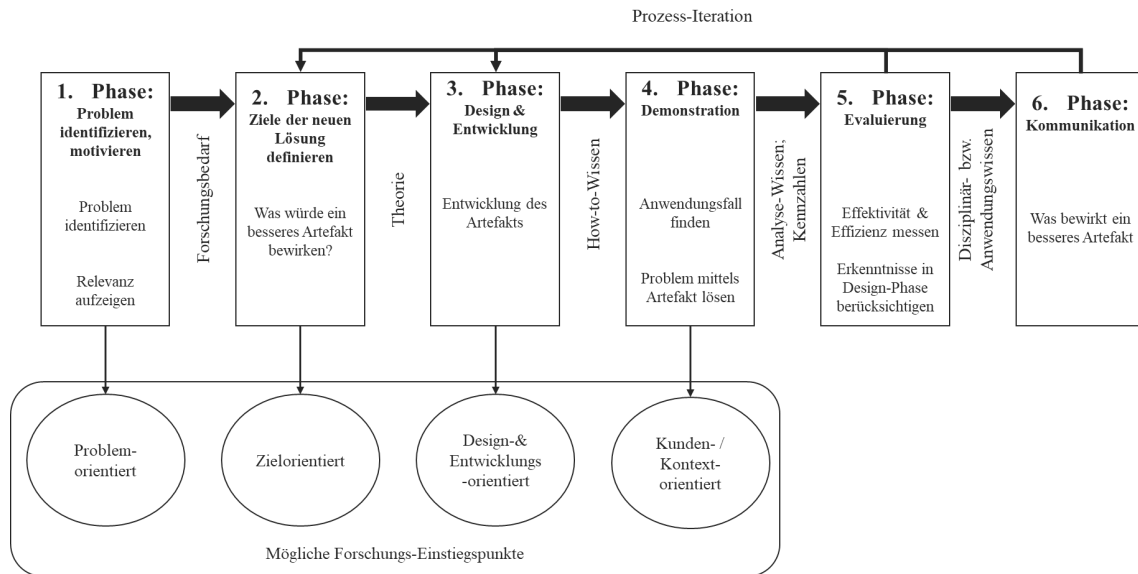 Prozess-Iteration
1. Phase:
Problem
identifizieren,
motivieren
Problem
identifizieren
Relevanz
aufzeigen
Forschungsbedarf
2. Phase:
Ziele der neuen
Lösung
definieren
Was würde ein
besseres Artefakt
bewirken?
Theorie
3. Phase:
Design &
Entwicklung
Entwicklung des
Artefakts
How-to-Wissen
4. Phase:
Demonstration
Anwendungsfall
finden
Problem mittels
Artefakt lösen
Analyse-Wissen;
Kennzahlen
5. Phase:
Evaluierung
Effektivität &
Effizienz messen
Erkenntnisse in
Design-Phase
berücksichtigen
Disziplinär- bzw.
Anwendungswissen
6. Phase:
Kommunikation
Was bewirkt ein
besseres Artefakt
Problem-
orientiert
Zielorientiert
Design-&
Entwicklungs
-orientiert
Kunden- /
Kontext-
orientiert
Mögliche Forschungs-Einstiegspunkte